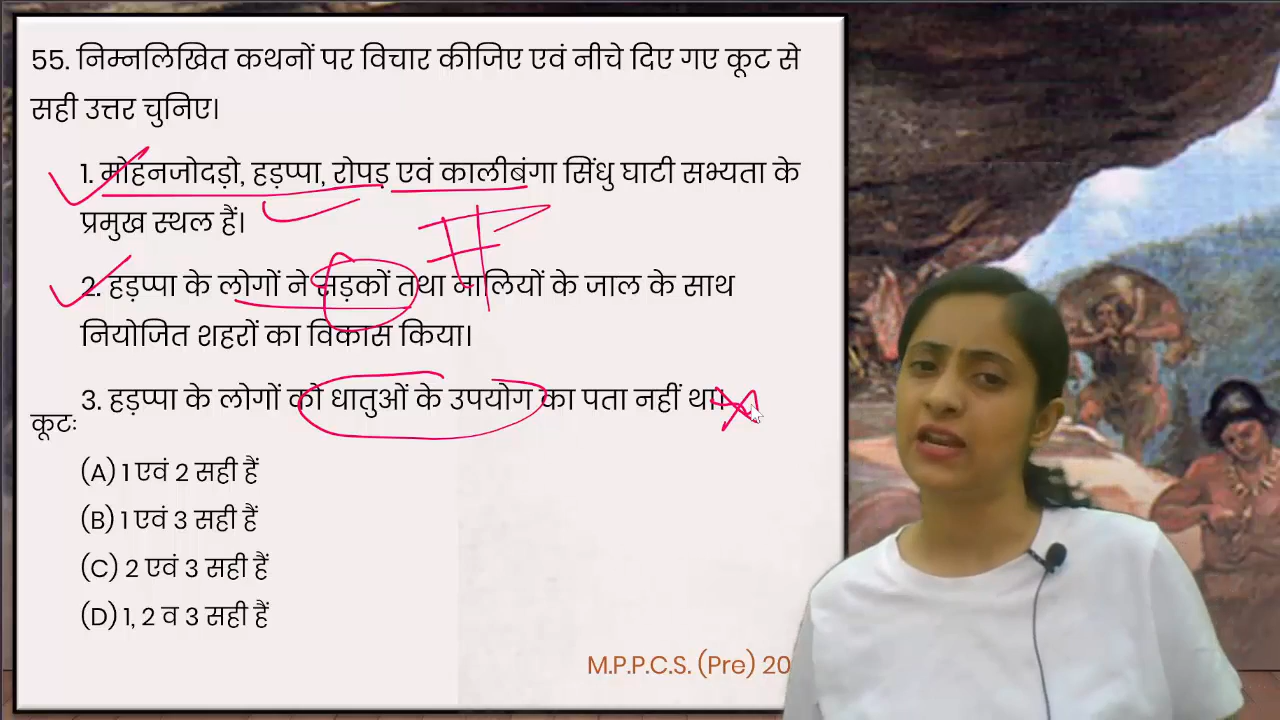 55. निम्नलिखित कथनों पर विचार कीजिए एवं नीचे दिए गए कूट से
सही उत्तर चुनिए।
1. मोहनजोदड़ो, हड़प्पा, रोपड़ एवं कालीबंगा सिंधु घाटी सभ्यता के
प्रमुख स्थल हैं।
2. हड़प्पा के लोगों ने सड़कों तथा नालियों के जाल के साथ
नियोजित शहरों का विकास किया।
3. हड़प्पा के लोगों को धातुओं के उपयोग का पता नहीं था।
कूटः
(A) 1 एवं 2 सही हैं
(B) 1 एवं 3 सही हैं
(C) 2 एवं 3 सही हैं
(D) 1, 2 व 3 सही हैं
M.P.P.C.S. (Pre) 20